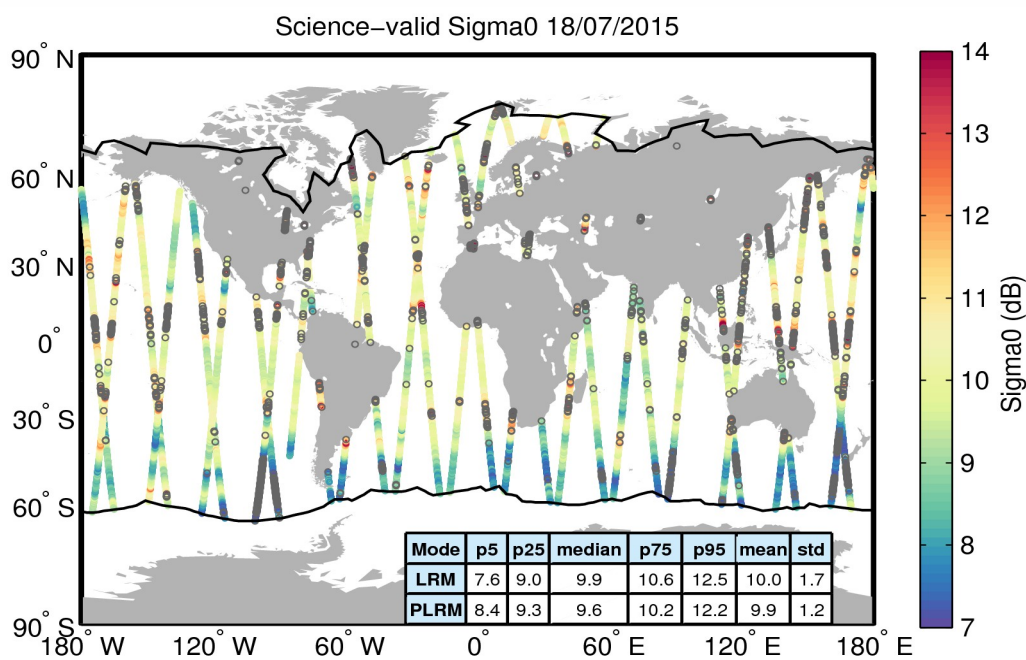 Science−valid Sigma0 18/07/2015
90° N
60° N
30° N
0°
30° S
60° S
90° S
180° W
120° W
60° W
0°
60° E
120° E
180° E
14
13
12
11
10
9
8
7
Sigma0 (dB)
Mode p5 p25 median p75 p95 mean std
LRM 7.6 9.0 9.9 10.6 12.5 10.0 1.7
PLRM 8.4 9.3 9.6 10.2 12.2 9.9 1.2